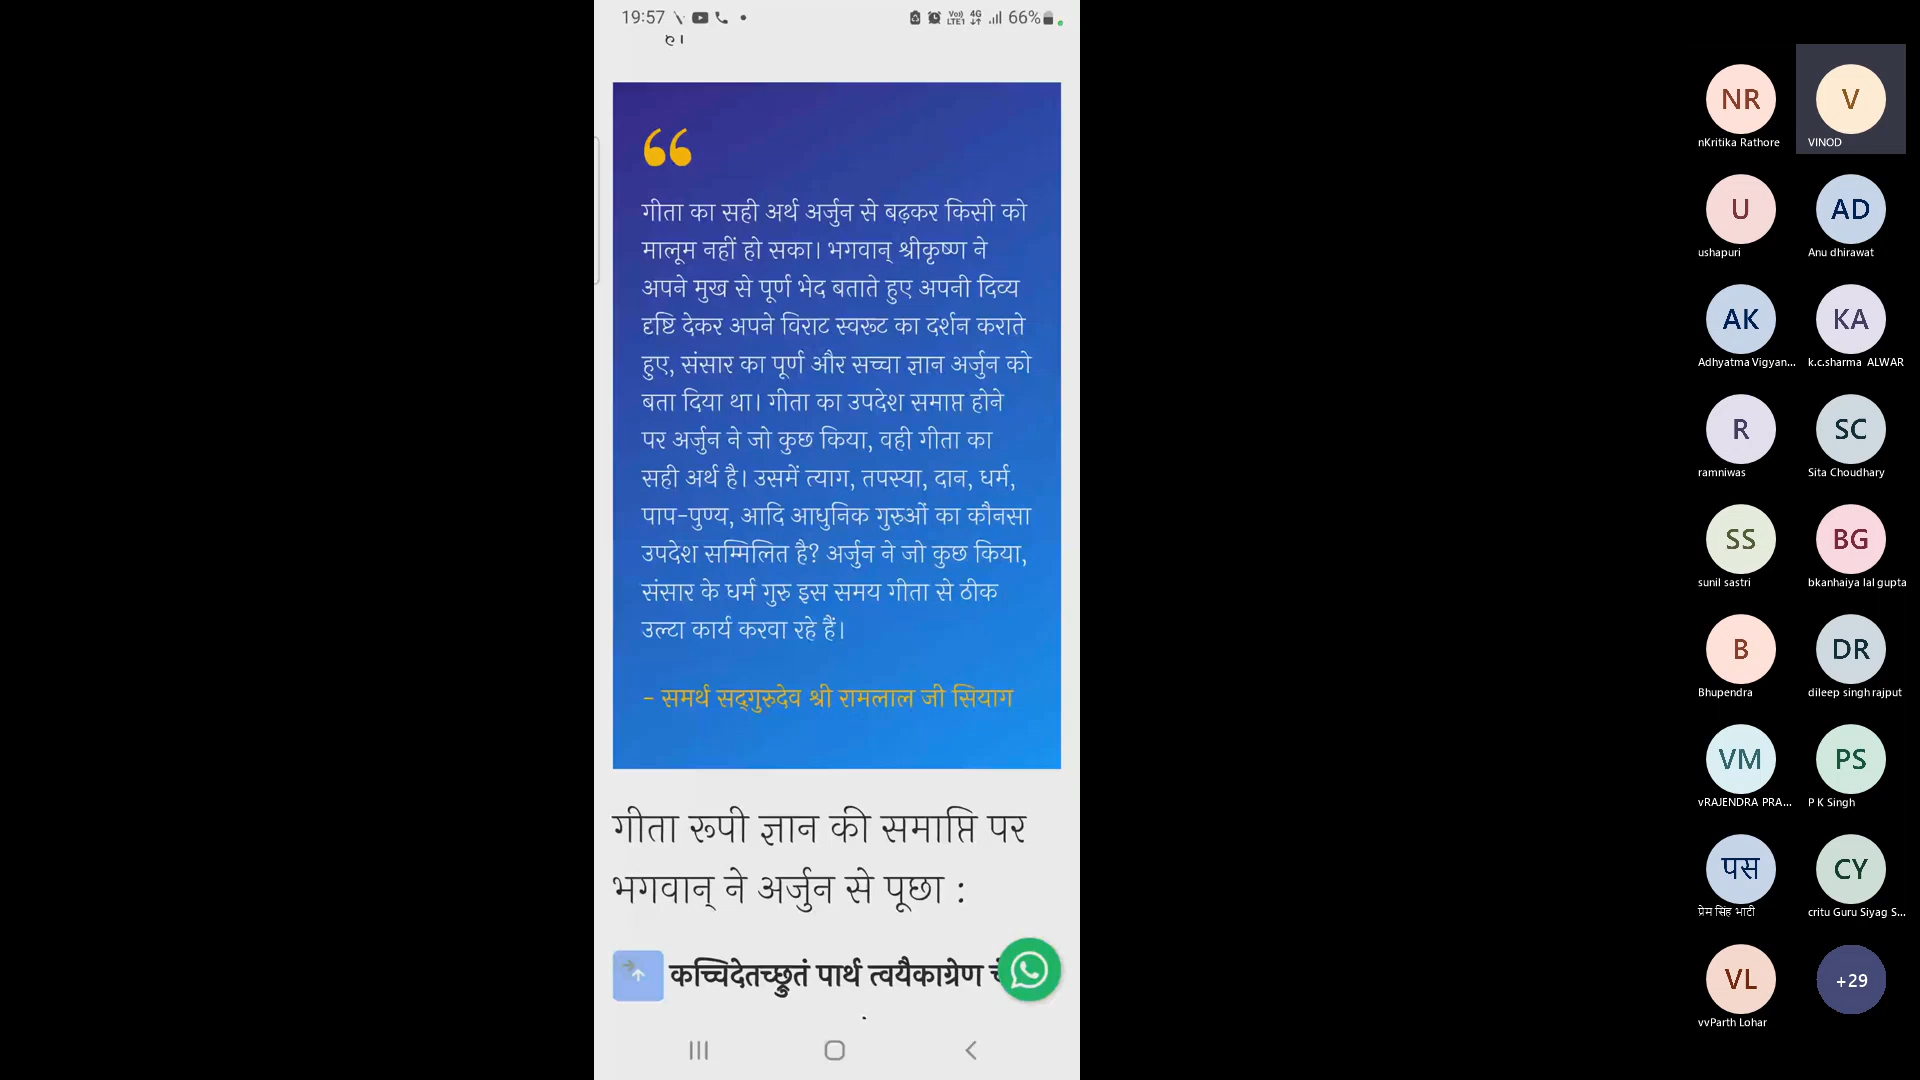 19:57
Vo)) LTE1 4G 66%
“
गीता का सही अर्थ अर्जुन से बढ़कर किसी को
मालूम नहीं हो सका। भगवान् श्रीकृष्ण ने
अपने मुख से पूर्ण भेद बताते हुए अपनी दिव्य
दृष्टि देकर अपने विराट स्वरूट का दर्शन कराते
हुए, संसार का पूर्ण और सच्चा ज्ञान अर्जुन को
बता दिया था। गीता का उपदेश समाप्त होने
पर अर्जुन ने जो कुछ किया, वही गीता का
सही अर्थ है। उसमें त्याग, तपस्या, दान, धर्म,
पाप-पुण्य, आदि आधुनिक गुरुओं का कौनसा
उपदेश सम्मिलित है? अर्जुन ने जो कुछ किया,
संसार के धर्म गुरु इस समय गीता से ठीक
उल्टा कार्य करवा रहे हैं।
- समर्थ सद्गुरुदेव श्री रामलाल जी सियाग
गीता रूपी ज्ञान की समाप्ति पर
भगवान् ने अर्जुन से पूछा :
कच्चिदेतच्छ्रुतं पार्थ त्वयैकाग्रेण
NR V
nKritika Rathore VINOD
U AD
ushapuri Anu dhirawat
AK KA
Adhyatma Vigyan... k.c.sharma ALWAR
R SC
ramniwas Sita Choudhary
SS BG
sunil sastri bkanhaiya lal gupta
B DR
Bhupendra dileep singh rajput
VM PS
vRAJENDRA PRA... P K Singh
पस CY
प्रेम सिंह भाटी critu Guru Siyag S...
VL +29
vvParth Lohar